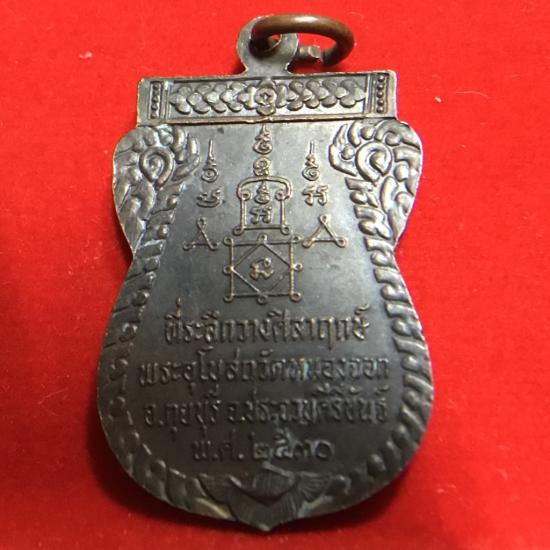 ที่ระลึกวางศิลาฤกษ์
พระอุโบสถวัดหนองจอก
อ.กุยบุรี อ.ประจวบคีรีขันธ์
พ.ศ.๒๕๓๐